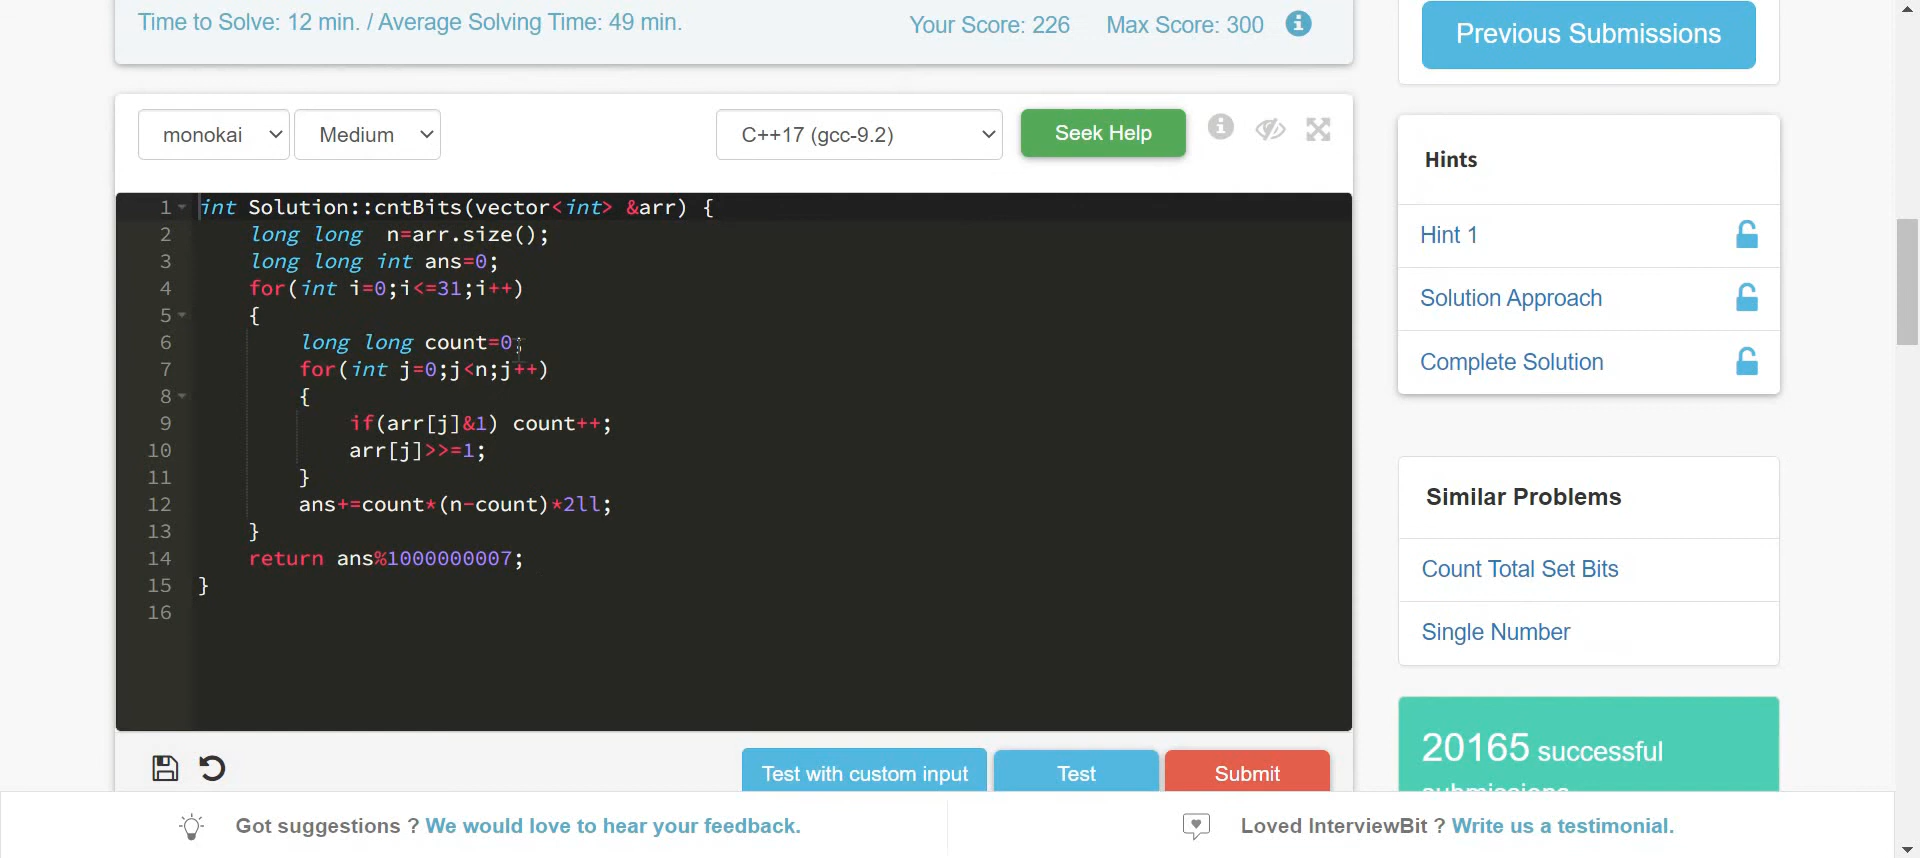 Time to Solve: 12 min. / Average Solving Time: 49 min.
Your Score: 226 Max Score: 300
Previous Submissions
monokai
Medium
C++17 (gcc-9.2)
Seek Help
1 int Solution::cntBits(vector<int> &arr) {
2     long long  n=arr.size();
3     long long int ans=0;
4     for(int i=0;i<=31;i++)
5     {
6         long long count=0;
7         for(int j=0;j<n;j++)
8         {
9             if(arr[j]&1) count++;
10             arr[j]>>=1;
11         }
12         ans+=count*(n-count)*2ll;
13     }
14     return ans%1000000007;
15 }
16
Test with custom input
Test
Submit
Hints
Hint 1
Solution Approach
Complete Solution
Similar Problems
Count Total Set Bits
Single Number
20165 successful
submissions
Got suggestions ? We would love to hear your feedback.
Loved InterviewBit ? Write us a testimonial.